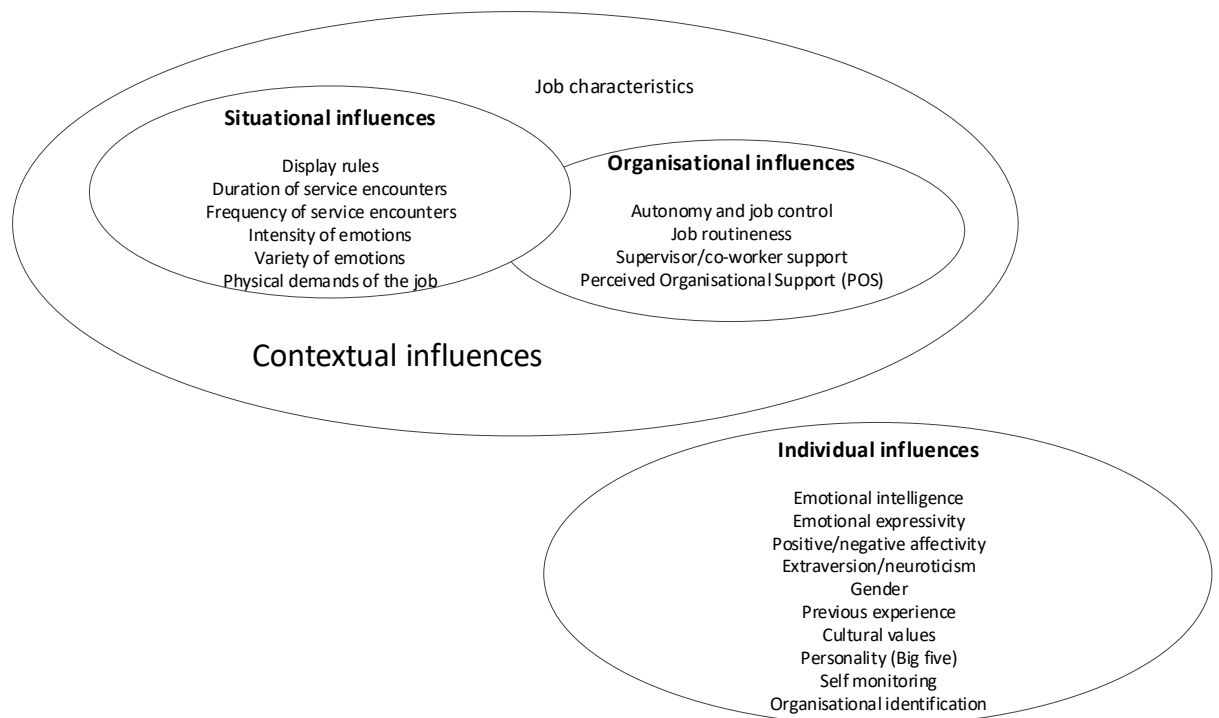 Job characteristics
Situational influences
Display rules
Duration of service encounters
Frequency of service encounters
Intensity of emotions
Variety of emotions
Physical demands of the job
Organisational influences
Autonomy and job control
Job routineness
Supervisor/co-worker support
Perceived Organisational Support (POS)
Contextual influences
Individual influences
Emotional intelligence
Emotional expressivity
Positive/negative affectivity
Extraversion/neuroticism
Gender
Previous experience
Cultural values
Personality (Big five)
Self monitoring
Organisational identification